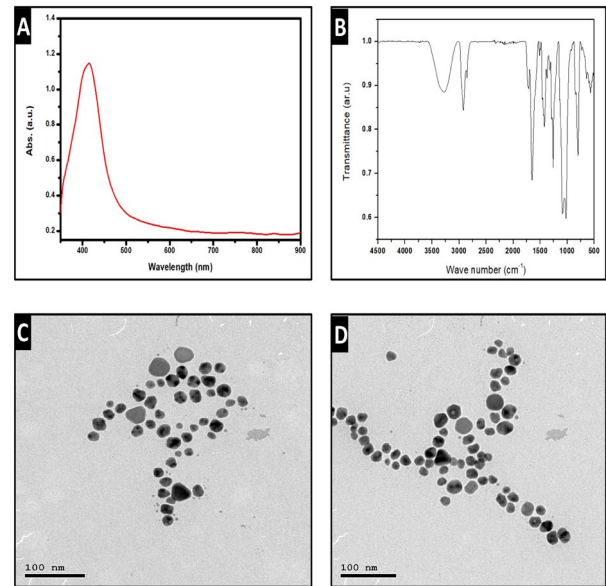 A
Abs. (a.u.)
1.4
1.2
1.0
0.8
0.6
0.4
0.2
400
500
600
700
800
900
Wavelength (nm)
B
Transmittance (ar.u)
1.0
0.9
0.8
0.7
0.6
4500
4000
3500
3000
2500
2000
1500
1000
500
Wave number (cm⁻¹)
C
100 nm
D
100 nm